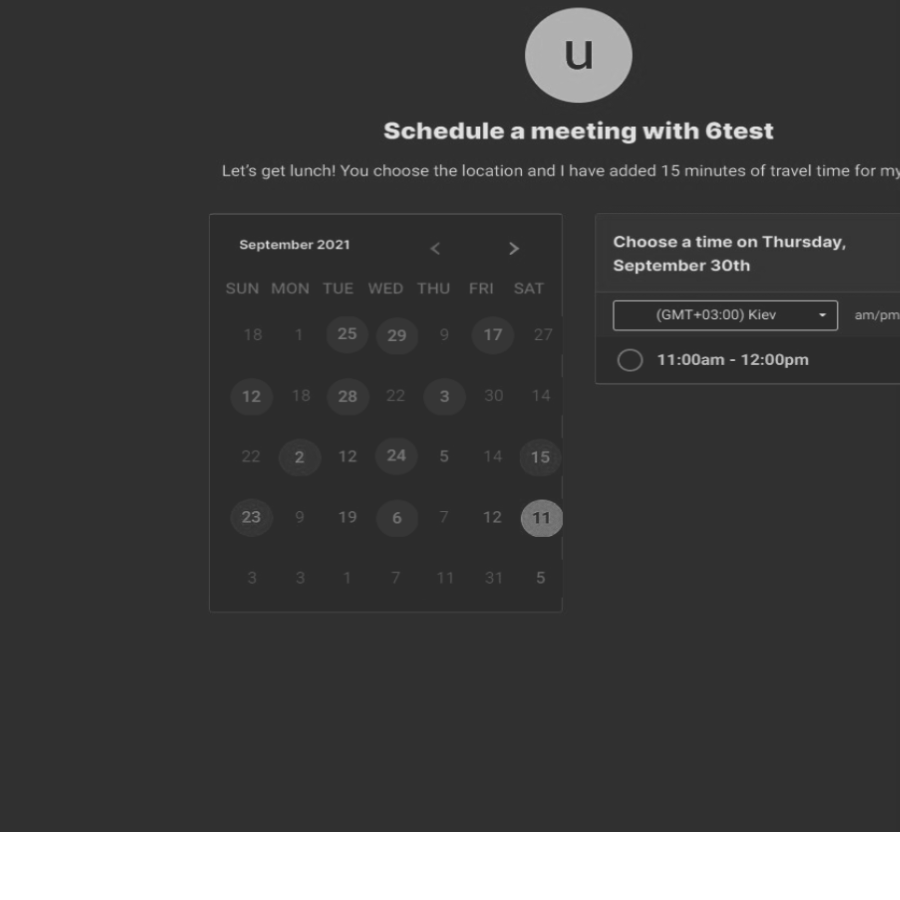 u
Schedule a meeting with 6test
Let's get lunch! You choose the location and I have added 15 minutes of travel time for my
September 2021
SUN MON TUE WED THU FRI SAT
18 1 25 29 9 17 27
12 18 28 22 3 30 14
22 2 12 24 5 14 15
23 9 19 6 7 12 11
3 3 1 7 11 31 5
Choose a time on Thursday,
September 30th
(GMT+03:00) Kiev am/pm
11:00am - 12:00pm